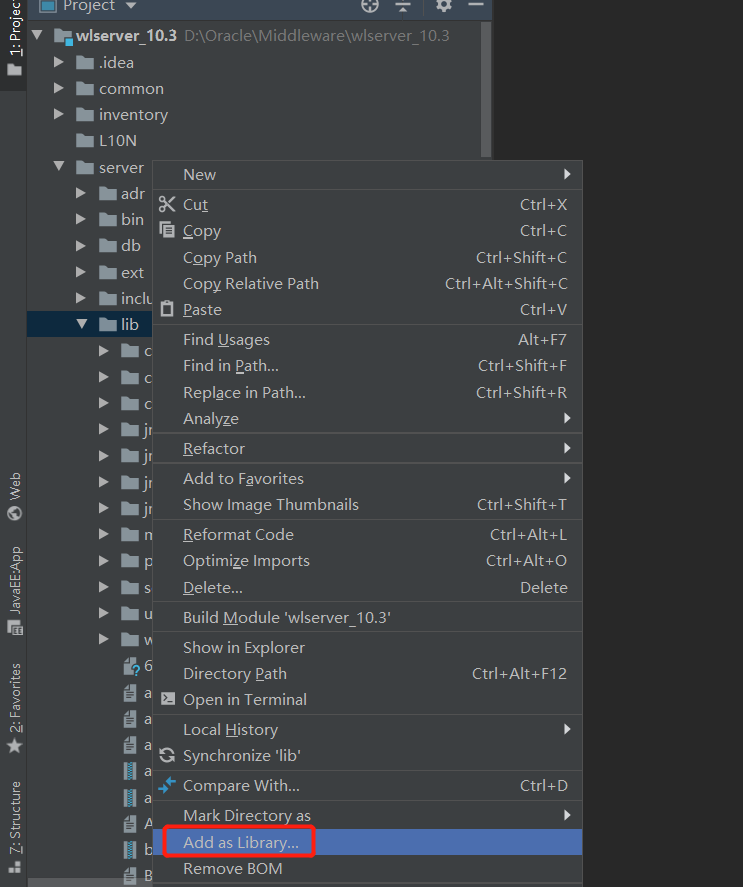 1: Project
Project
wlserver_10.3 D:\Oracle\Middleware\wlserver_10.3
.idea
common
inventory
L10N
server
adr
bin
db
ext
inclu
lib
c
c
c
jr
jr
jr
jr
m
p
s
u
w
6
a
a
a
a
a
A
b
B
New
Cut Ctrl+X
Copy Ctrl+C
Copy Path Ctrl+Shift+C
Copy Relative Path Ctrl+Alt+Shift+C
Paste Ctrl+V
Find Usages Alt+F7
Find in Path... Ctrl+Shift+F
Replace in Path... Ctrl+Shift+R
Analyze
Refactor
Add to Favorites
Show Image Thumbnails Ctrl+Shift+T
Reformat Code Ctrl+Alt+L
Optimize Imports Ctrl+Alt+O
Delete... Delete
Build Module 'wlserver_10.3'
Show in Explorer
Directory Path Ctrl+Alt+F12
Open in Terminal
Local History
Synchronize 'lib'
Compare With... Ctrl+D
Mark Directory as
Add as Library...
Remove BOM
Web
JavaEE:App
2: Favorites
Z: Structure